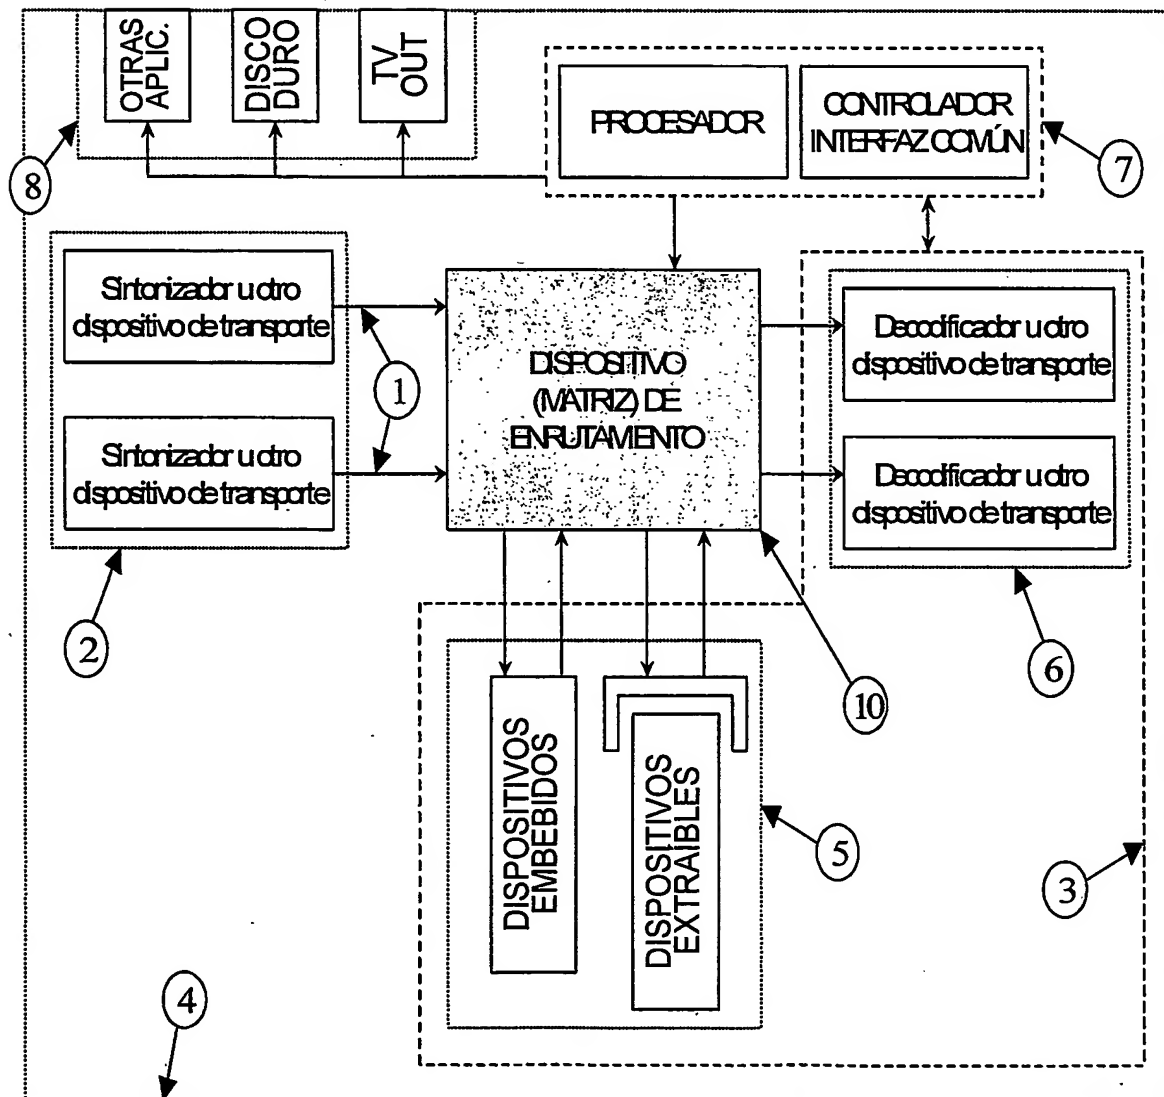 OTRAS
APLIC.
DISCO
DURO
TV
OUT
PROCESADOR
CONTROLADOR
INTERFAZ COMÚN
8
7
Sintonizador u otro
dispositivo de transporte
Sintonizador u otro
dispositivo de transporte
1
DISPOSITIVO
(MATRIZ) DE
ENRUTAMENTO
Decodificador u otro
dispositivo de transporte
Decodificador u otro
dispositivo de transporte
2
6
10
DISPOSITIVOS
EMBEBIDOS
DISPOSITIVOS
EXTRAÍBLES
5
3
4